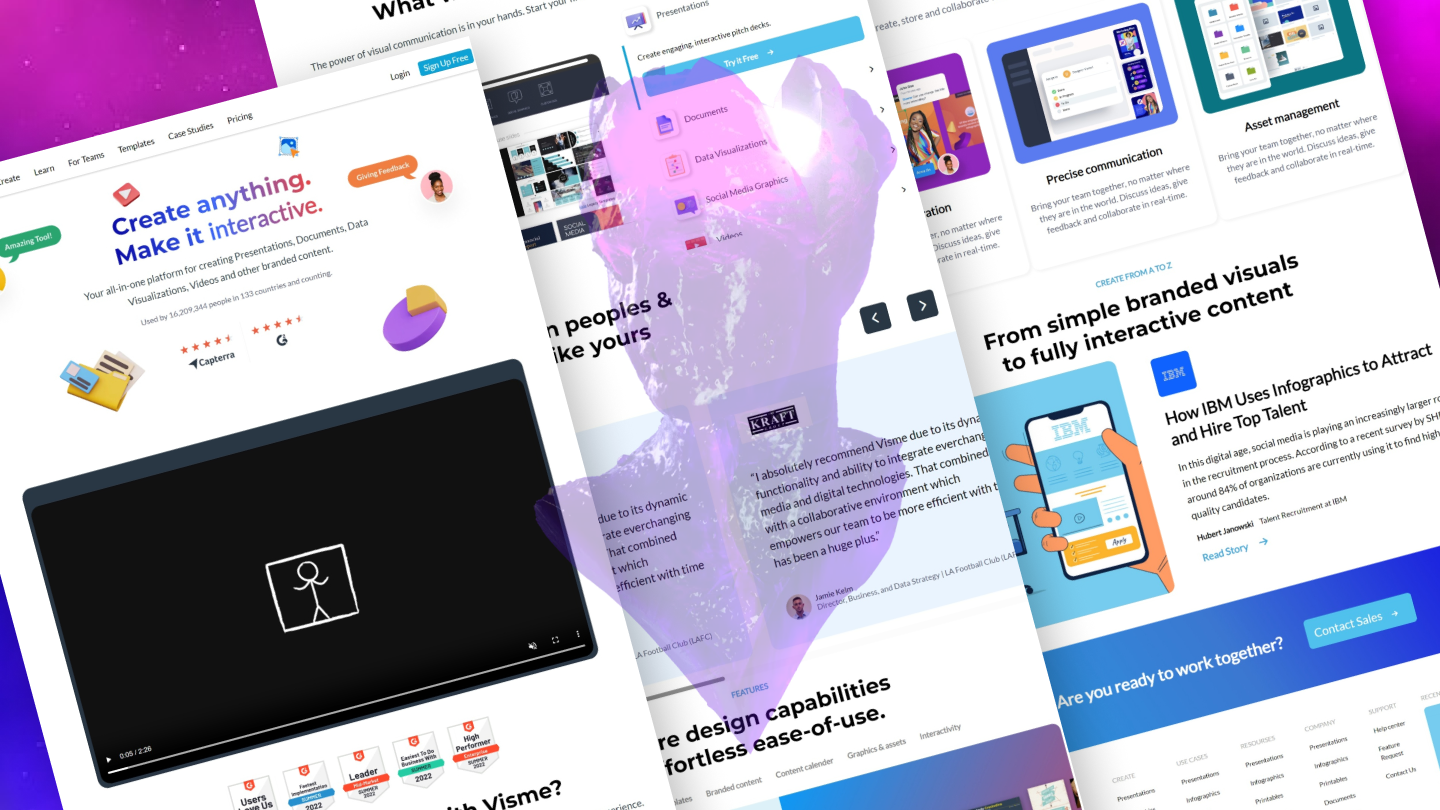 Login
Sign Up Free
Create
Learn
For Teams
Templates
Case Studies
Pricing
Amazing Tool!
Giving Feedback
Create anything.
Make it interactive.
Your all-in-one platform for creating Presentations, Documents, Data
Visualizations, Videos and other branded content.
Used by 16,209,344 people in 133 countries and counting.
Capterra
0:05 / 2:26
Users
Love Us
Fastest
Implementation
SUMMER
2022
Leader
Mid-Market
SUMMER
2022
Easiest To Do
Business With
SUMMER
2022
High
Performer
Enterprise
SUMMER
2022
th Visme?
What
The power of visual communication is in your hands. Start your
Presentations
Create engaging, interactive pitch decks.
Try it Free
Documents
Data Visualizations
Social Media Graphics
Videos
SOCIAL
MEDIA
n peoples &
ike yours
due to its dynamic
rate everchanging
hat combined
t which
efficient with time
LA Football Club (LAFC)
KRAFT
"I absolutely recommend Visme due to its dyna
functionality and ability to integrate everchang
media and digital technologies. That combined
with a collaborative environment which
empowers our team to be more efficient with t
has been a huge plus."
Jamie Keim
Director, Business, and Data Strategy | LA Football Club (LAF
FEATURES
re design capabilities
fortless ease-of-use.
lates
Branded content
Content calender
Graphics & assets
Interactivity
reate, store and collaborate
ration
er, no matter where
Discuss ideas, give
rate in real-time.
Precise communication
Bring your team together, no matter where
they are in the world. Discuss ideas, give
feedback and collaborate in real-time.
Asset management
Bring your team together, no matter where
they are in the world. Discuss ideas, give
feedback and collaborate in real-time.
CREATE FROM A TO Z
From simple branded visuals
to fully interactive content
IBM
Apply
IBM
How IBM Uses Infographics to Attract
and Hire Top Talent
In this digital age, social media is playing an increasingly larger ro
in the recruitment process. According to a recent survey by SH
around 84% of organizations are currently using it to find high
quality candidates.
Hubert Janowski Talent Recruitment at IBM
Read Story
Are you ready to work together?
Contact Sales
CREATE
Presentations
Infographics
USE CASES
Presentations
Infographics
RESOURSES
Presentations
Infographics
Printables
COMPANY
Presentations
Infographics
Printables
Documents
SUPPORT
Help center
Feature
Request
Contact Us
RECEN